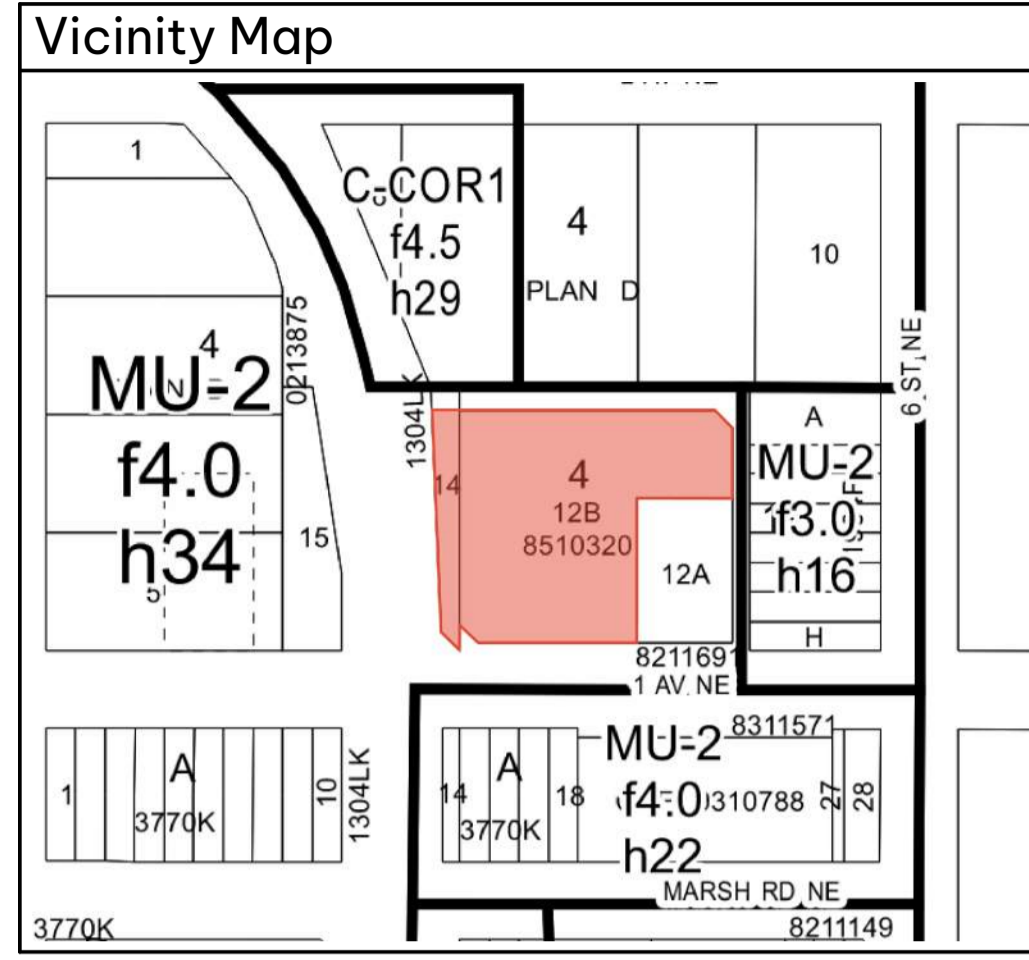 Vicinity Map
1
C-COR1
f4.5
h29
4
PLAN D
10
6 ST NE
4
0213875
MU-2
f4.0
h34
5
15
1304LK
14
4
12B
8510320
12A
A
MU-2
f3.0
h16
H
8211691
1 AV NE
1
A
3770K
10
1304LK
14
A
3770K
18
MU-2
f4.0
h22
8311571
0310788
27
28
MARSH RD NE
3770K
8211149